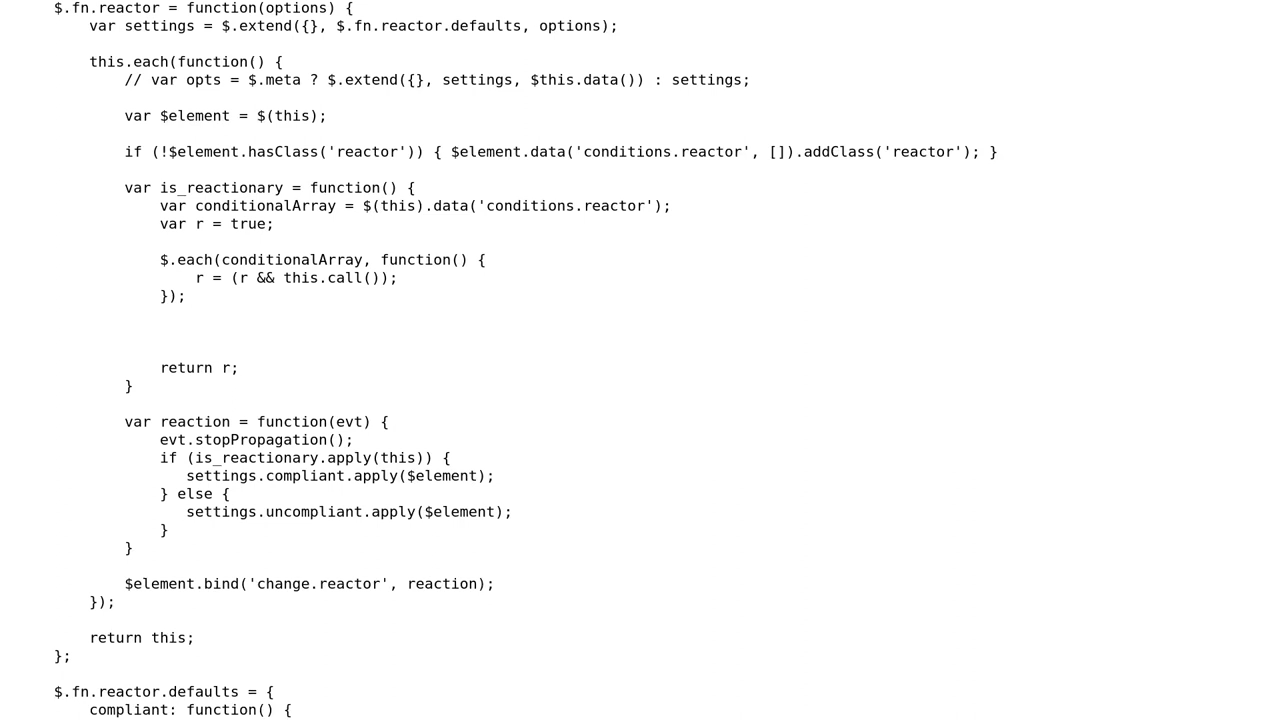 $.fn.reactor = function(options) {
    var settings = $.extend({}, $.fn.reactor.defaults, options);

    this.each(function() {
        // var opts = $.meta ? $.extend({}, settings, $this.data()) : settings;

        var $element = $(this);

        if (!$element.hasClass('reactor')) { $element.data('conditions.reactor', []).addClass('reactor'); }

        var is_reactionary = function() {
            var conditionalArray = $(this).data('conditions.reactor');
            var r = true;

            $.each(conditionalArray, function() {
                r = (r && this.call());
            });



            return r;
        }

        var reaction = function(evt) {
            evt.stopPropagation();
            if (is_reactionary.apply(this)) {
               settings.compliant.apply($element);
            } else {
               settings.uncompliant.apply($element);
            }
        }

        $element.bind('change.reactor', reaction);
    });

    return this;
};

$.fn.reactor.defaults = {
    compliant: function() {